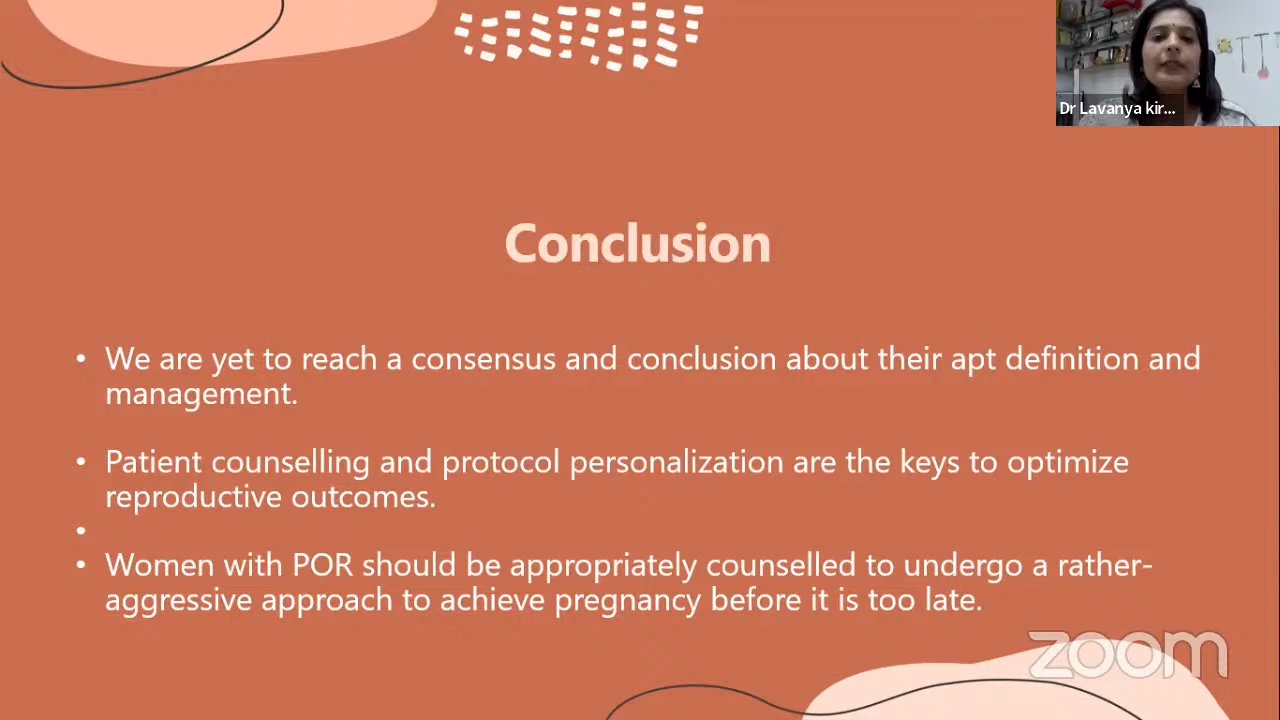 Dr Lavanya kir...
Conclusion
• We are yet to reach a consensus and conclusion about their apt definition and
management.
• Patient counselling and protocol personalization are the keys to optimize
reproductive outcomes.
•
• Women with POR should be appropriately counselled to undergo a rather-
aggressive approach to achieve pregnancy before it is too late.
zoom